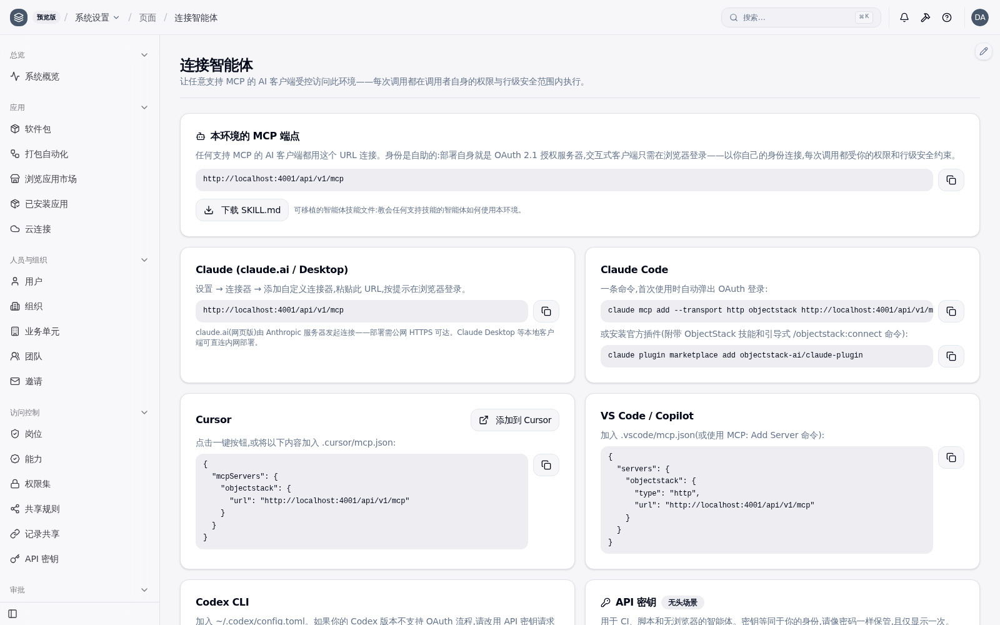 预览版 / 系统设置 / 页面 / 连接智能体
搜索... ⌘K
DA
总览
系统概览
应用
软件包
打包自动化
浏览应用市场
已安装应用
云连接
人员与组织
用户
组织
业务单元
团队
邀请
访问控制
岗位
能力
权限集
共享规则
记录共享
API 密钥
审批
连接智能体
让任意支持 MCP 的 AI 客户端受控访问此环境——每次调用都在调用者自身的权限与行级安全范围内执行。
本环境的 MCP 端点
任何支持 MCP 的 AI 客户端都用这个 URL 连接。身份是自助的:部署自身就是 OAuth 2.1 授权服务器,交互式客户端只需在浏览器登录——以你自己的身份连接,每次调用都受你的权限和行级安全约束。
http://localhost:4001/api/v1/mcp
下载 SKILL.md
可移植的智能体技能文件:教会任何支持技能的智能体如何使用本环境。
Claude (claude.ai / Desktop)
设置 → 连接器 → 添加自定义连接器,粘贴此 URL,按提示在浏览器登录。
http://localhost:4001/api/v1/mcp
claude.ai(网页版)由 Anthropic 服务器发起连接——部署需公网 HTTPS 可达。Claude Desktop 等本地客户
端可直连内网部署。
Claude Code
一条命令,首次使用时自动弹出 OAuth 登录:
claude mcp add --transport http objectstack http://localhost:4001/api/v1/m
或安装官方插件(附带 ObjectStack 技能和引导式 /objectstack:connect 命令):
claude plugin marketplace add objectstack-ai/claude-plugin
Cursor
添加到 Cursor
点击一键按钮,或将以下内容加入 .cursor/mcp.json:
{
"mcpServers": {
"objectstack": {
"url": "http://localhost:4001/api/v1/mcp"
}
}
}
VS Code / Copilot
加入 .vscode/mcp.json(或使用 MCP: Add Server 命令):
{
"servers": {
"objectstack": {
"type": "http",
"url": "http://localhost:4001/api/v1/mcp"
}
}
}
Codex CLI
加入 ~/.codex/config.toml。如果你的 Codex 版本不支持 OAuth 流程,请改用 API 密钥请求
API 密钥 无头场景
用于 CI、脚本和无浏览器的智能体。密钥等同于你的身份,请像密码一样保管,且仅显示一次。